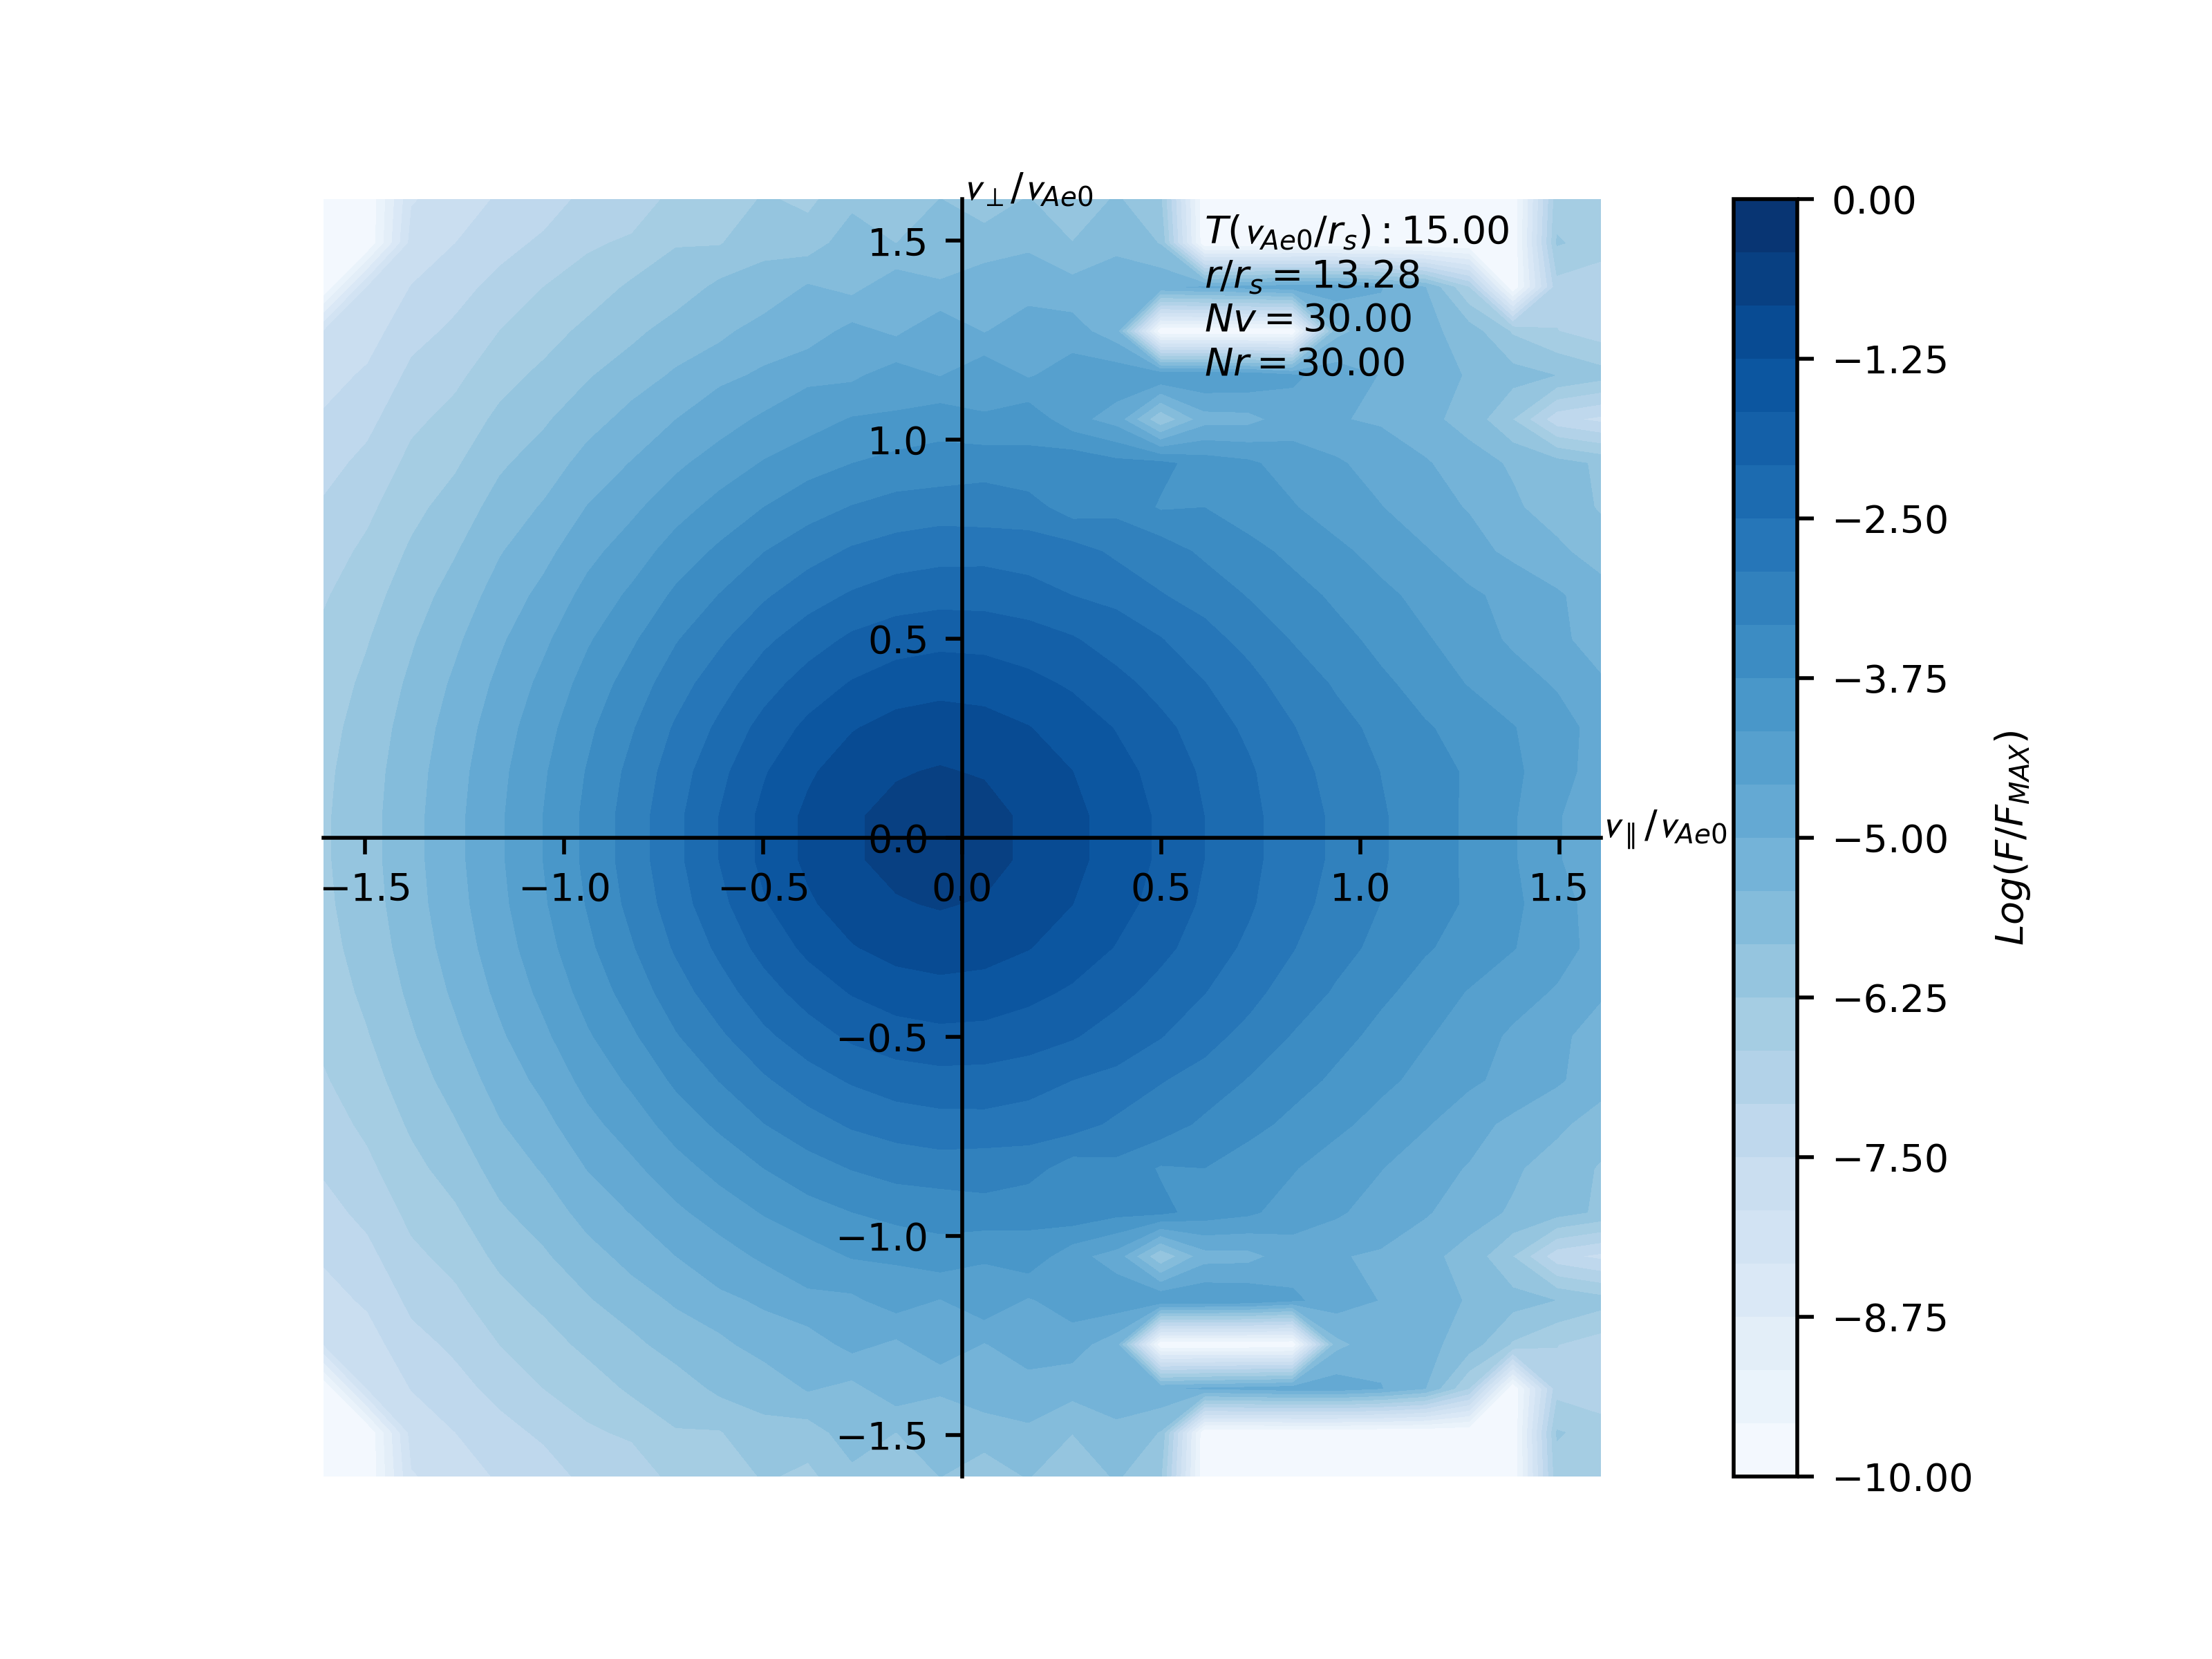 v⊥/vAe0
T(vAe0/rs) : 15.00
r/rs = 13.28
Nv = 30.00
Nr = 30.00
1.5
1.0
0.5
0.0
−0.5
−1.0
−1.5
−1.5 −1.0 −0.5 0.0 0.5 1.0 1.5
v∥/vAe0
0.00
−1.25
−2.50
−3.75
−5.00
−6.25
−7.50
−8.75
−10.00
Log(F/FMAX)